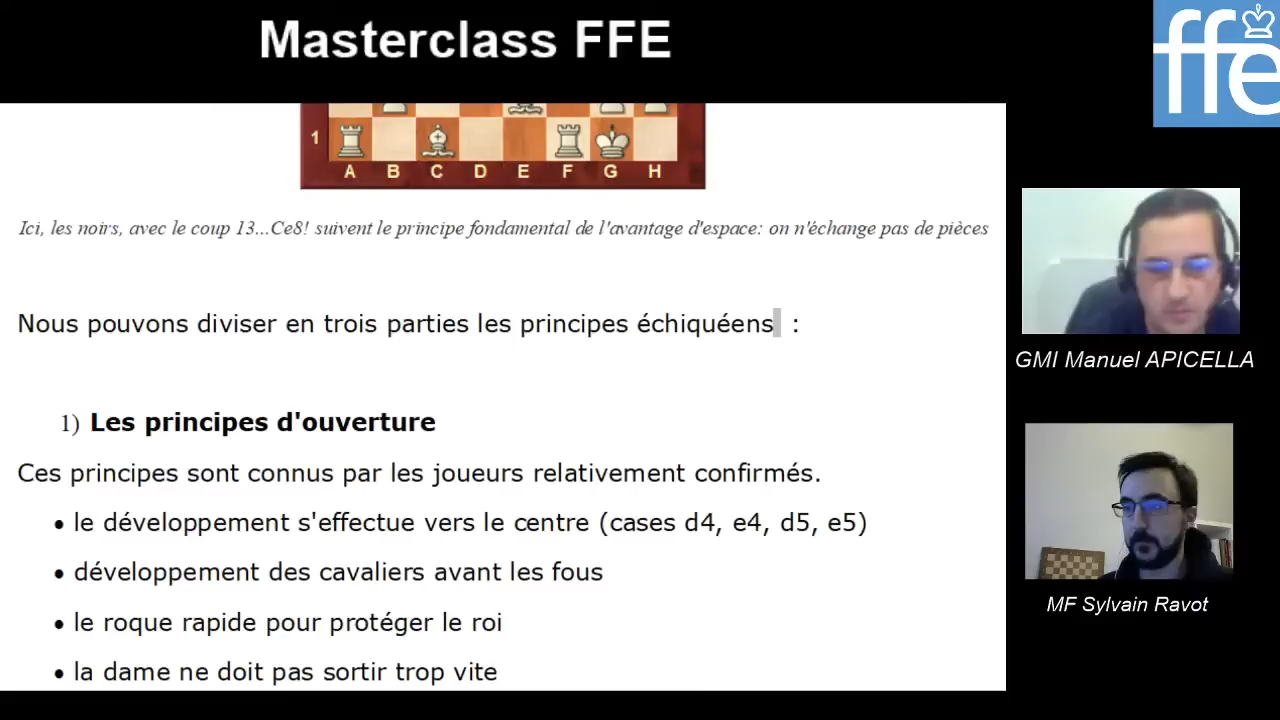 Masterclass FFE
ffe
1
A B C D E F G H
Ici, les noirs, avec le coup 13...Ce8! suivent le principe fondamental de l'avantage d'espace: on n'échange pas de pièces
Nous pouvons diviser en trois parties les principes échiquéens :
1) Les principes d'ouverture
Ces principes sont connus par les joueurs relativement confirmés.
• le développement s'effectue vers le centre (cases d4, e4, d5, e5)
• développement des cavaliers avant les fous
• le roque rapide pour protéger le roi
• la dame ne doit pas sortir trop vite
GMI Manuel APICELLA
MF Sylvain Ravot